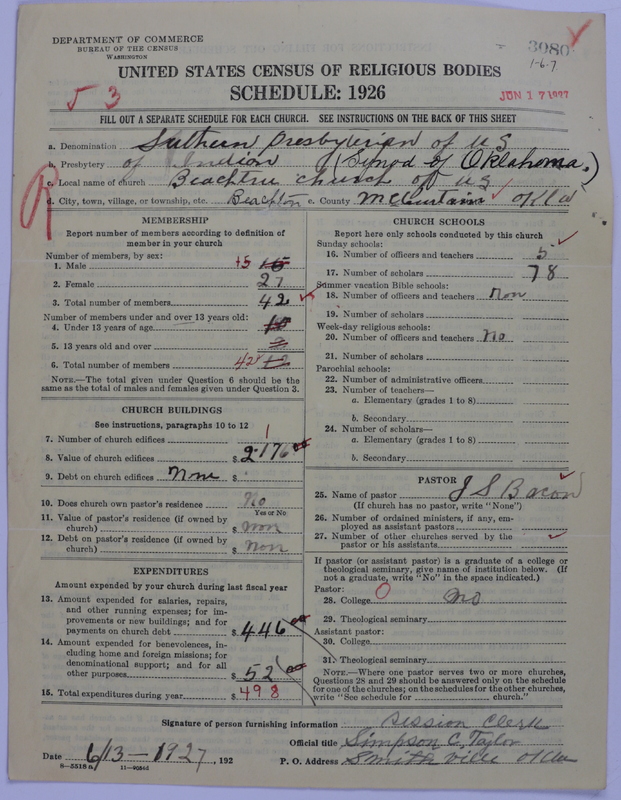 DEPARTMENT OF COMMERCE
BUREAU OF THE CENSUS
WASHINGTON
3980
1-6-7
UNITED STATES CENSUS OF RELIGIOUS BODIES
SCHEDULE: 1926
JUN 17 1927
53
FILL OUT A SEPARATE SCHEDULE FOR EACH CHURCH. SEE INSTRUCTIONS ON THE BACK OF THIS SHEET
a. Denomination Suthern Presbyterian of US
b. Presbytery of Indian (Synod of Oklahoma.)
c. Local name of church Beachtree church of US
d. City, town, village, or township, etc. Beachton e. County McCurtain Okla
R
MEMBERSHIP
Report number of members according to definition of member in your church
Number of members, by sex:
1. Male 15
2. Female 27
3. Total number of members 42
Number of members under and over 13 years old:
4. Under 13 years of age
5. 13 years old and over
6. Total number of members 42
NOTE.—The total given under Question 6 should be the same as the total of males and females given under Question 3.
CHURCH BUILDINGS
See instructions, paragraphs 10 to 12
7. Number of church edifices 1
8. Value of church edifices $ 2176
9. Debt on church edifices None $
10. Does church own pastor's residence No
Yes or No
11. Value of pastor's residence (if owned by church) $ non
12. Debt on pastor's residence (if owned by church) $ non
EXPENDITURES
Amount expended by your church during last fiscal year
13. Amount expended for salaries, repairs, and other running expenses; for improvements or new buildings; and for payments on church debt $ 446
14. Amount expended for benevolences, including home and foreign missions; for denominational support; and for all other purposes $ 52
15. Total expenditures during year $ 498
CHURCH SCHOOLS
Report here only schools conducted by this church
Sunday schools:
16. Number of officers and teachers 5
17. Number of scholars 78
Summer vacation Bible schools:
18. Number of officers and teachers Non
19. Number of scholars
Week-day religious schools:
20. Number of officers and teachers No
21. Number of scholars
Parochial schools:
22. Number of administrative officers
23. Number of teachers—
a. Elementary (grades 1 to 8)
b. Secondary
24. Number of scholars—
a. Elementary (grades 1 to 8)
b. Secondary
PASTOR
25. Name of pastor J S Bacon
(If church has no pastor, write "None")
26. Number of ordained ministers, if any, employed as assistant pastors
27. Number of other churches served by the pastor or his assistants
If pastor (or assistant pastor) is a graduate of a college or theological seminary, give name of institution below. (If not a graduate, write "No" in the space indicated.)
Pastor:
28. College 0 No
29. Theological seminary
Assistant pastor:
30. College
31. Theological seminary
NOTE.—Where one pastor serves two or more churches, Questions 28 and 29 should be answered only on the schedule for one of the churches; on the schedules for the other churches, write "See schedule for church."
Signature of person furnishing information Session Clerk
Official title Simpson C. Taylor
Date 6/13-1927, 192 P. O. Address Smithville Okla
8—5518a